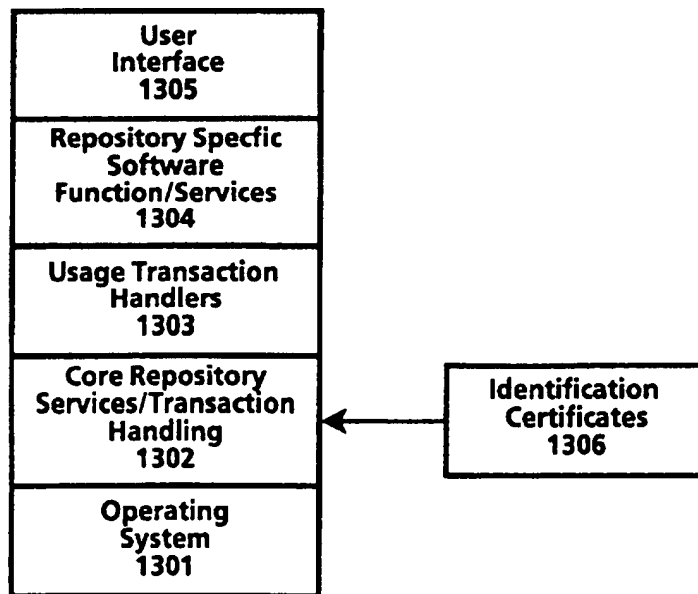 User
Interface
1305
Repository Specfic
Software
Function/Services
1304
Usage Transaction
Handlers
1303
Core Repository
Services/Transaction
Handling
1302
Identification
Certificates
1306
Operating
System
1301